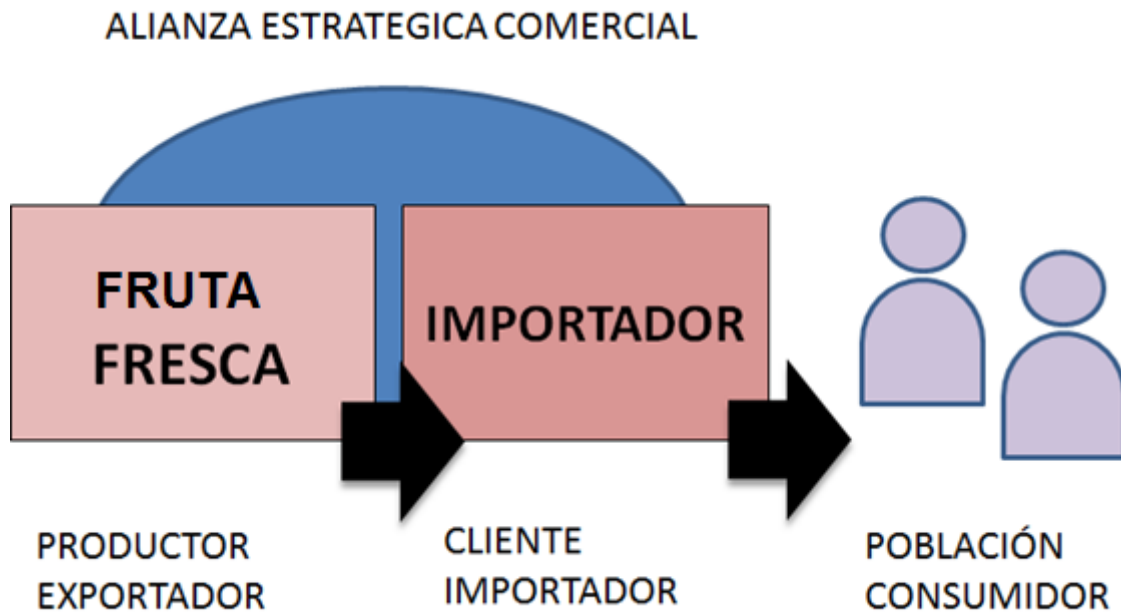 ALIANZA ESTRATEGICA COMERCIAL
FRUTA
FRESCA
IMPORTADOR
PRODUCTOR
EXPORTADOR
CLIENTE
IMPORTADOR
POBLACIÓN
CONSUMIDOR